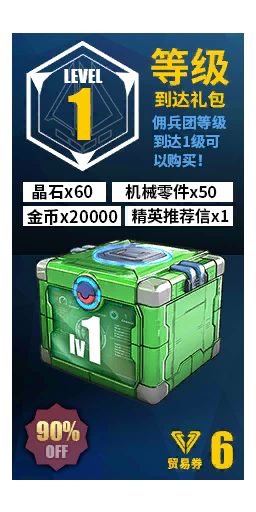 LEVEL
1
等级
到达礼包
佣兵团等级
到达1级可
以购买！
晶石x60
机械零件x50
金币x20000
精英推荐信x1
lv1
90%
OFF
贸易券 6